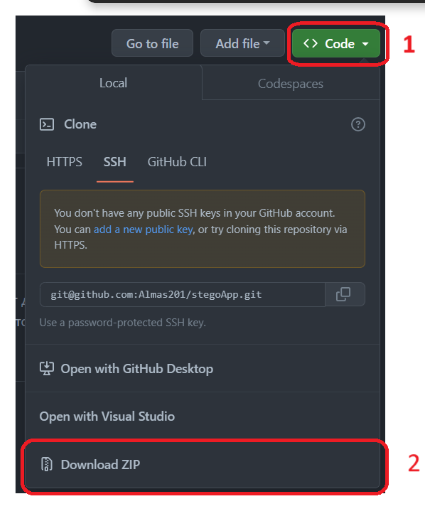 Go to file
Add file
<> Code
1
Local
Codespaces
Clone
HTTPS
SSH
GitHub CLI
You don't have any public SSH keys in your GitHub account.
You can add a new public key, or try cloning this repository via
HTTPS.
git@github.com:Almas201/stegoApp.git
Use a password-protected SSH key.
Open with GitHub Desktop
Open with Visual Studio
Download ZIP
2